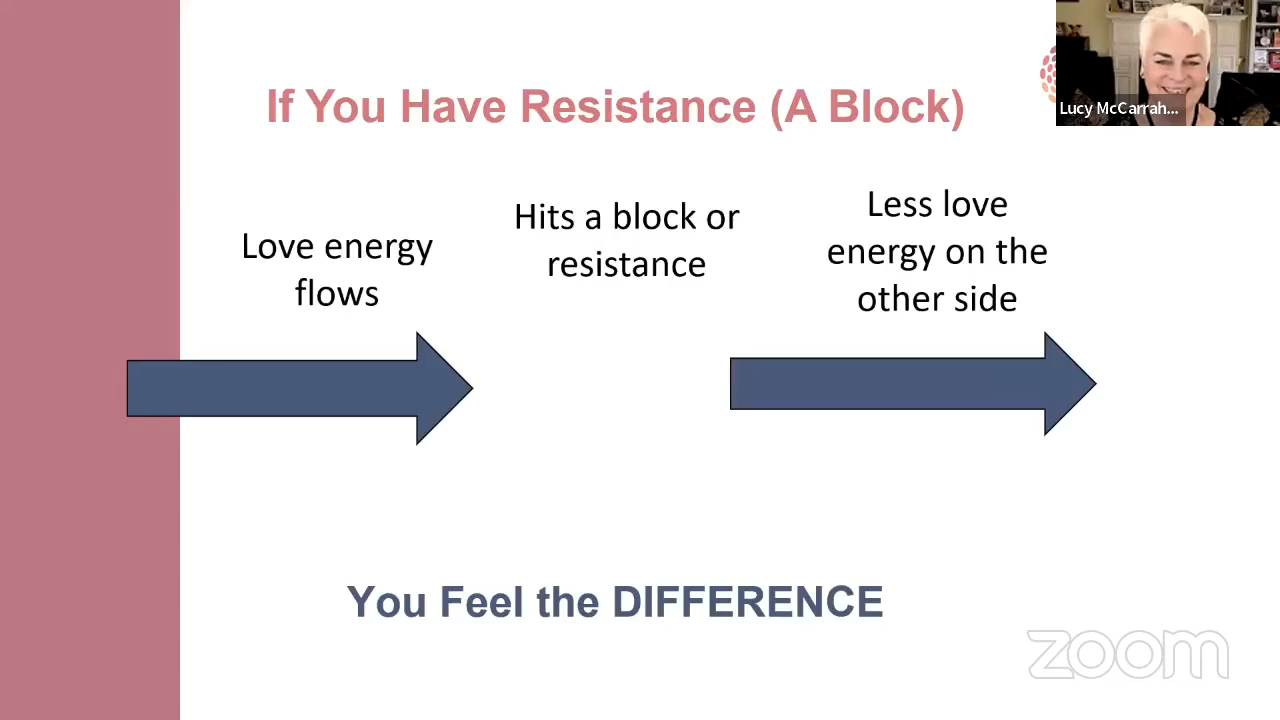 If You Have Resistance (A Block)
Lucy McCarrah...
Love energy
flows
Hits a block or
resistance
Less love
energy on the
other side
You Feel the DIFFERENCE
zoom